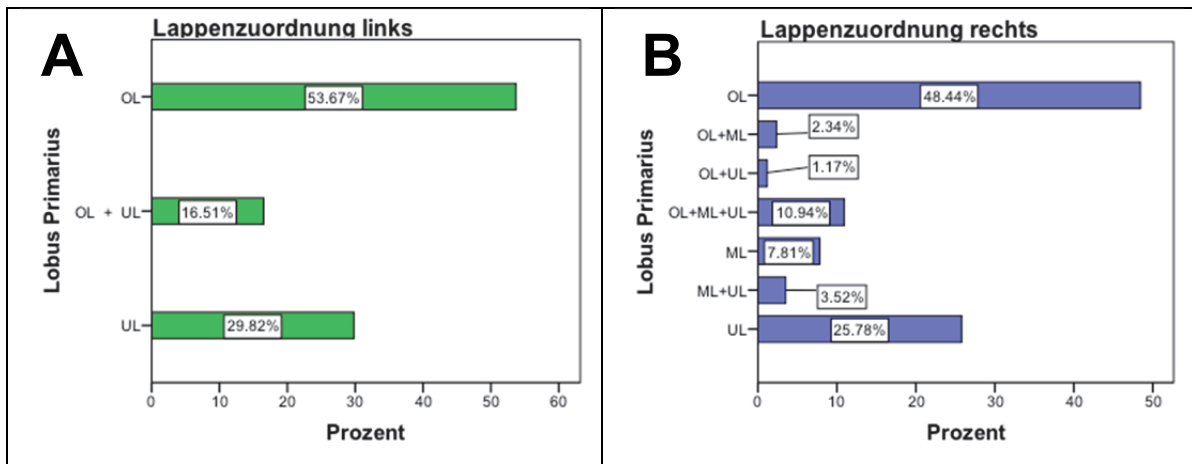 A
Lappenzuordnung links
Lobus Primarius
OL
53.67%
OL + UL
16.51%
UL
29.82%
0 10 20 30 40 50 60
Prozent
B
Lappenzuordnung rechts
Lobus Primarius
OL
48.44%
OL+ML
2.34%
OL+UL
1.17%
OL+ML+UL
10.94%
ML
7.81%
ML+UL
3.52%
UL
25.78%
0 10 20 30 40 50
Prozent